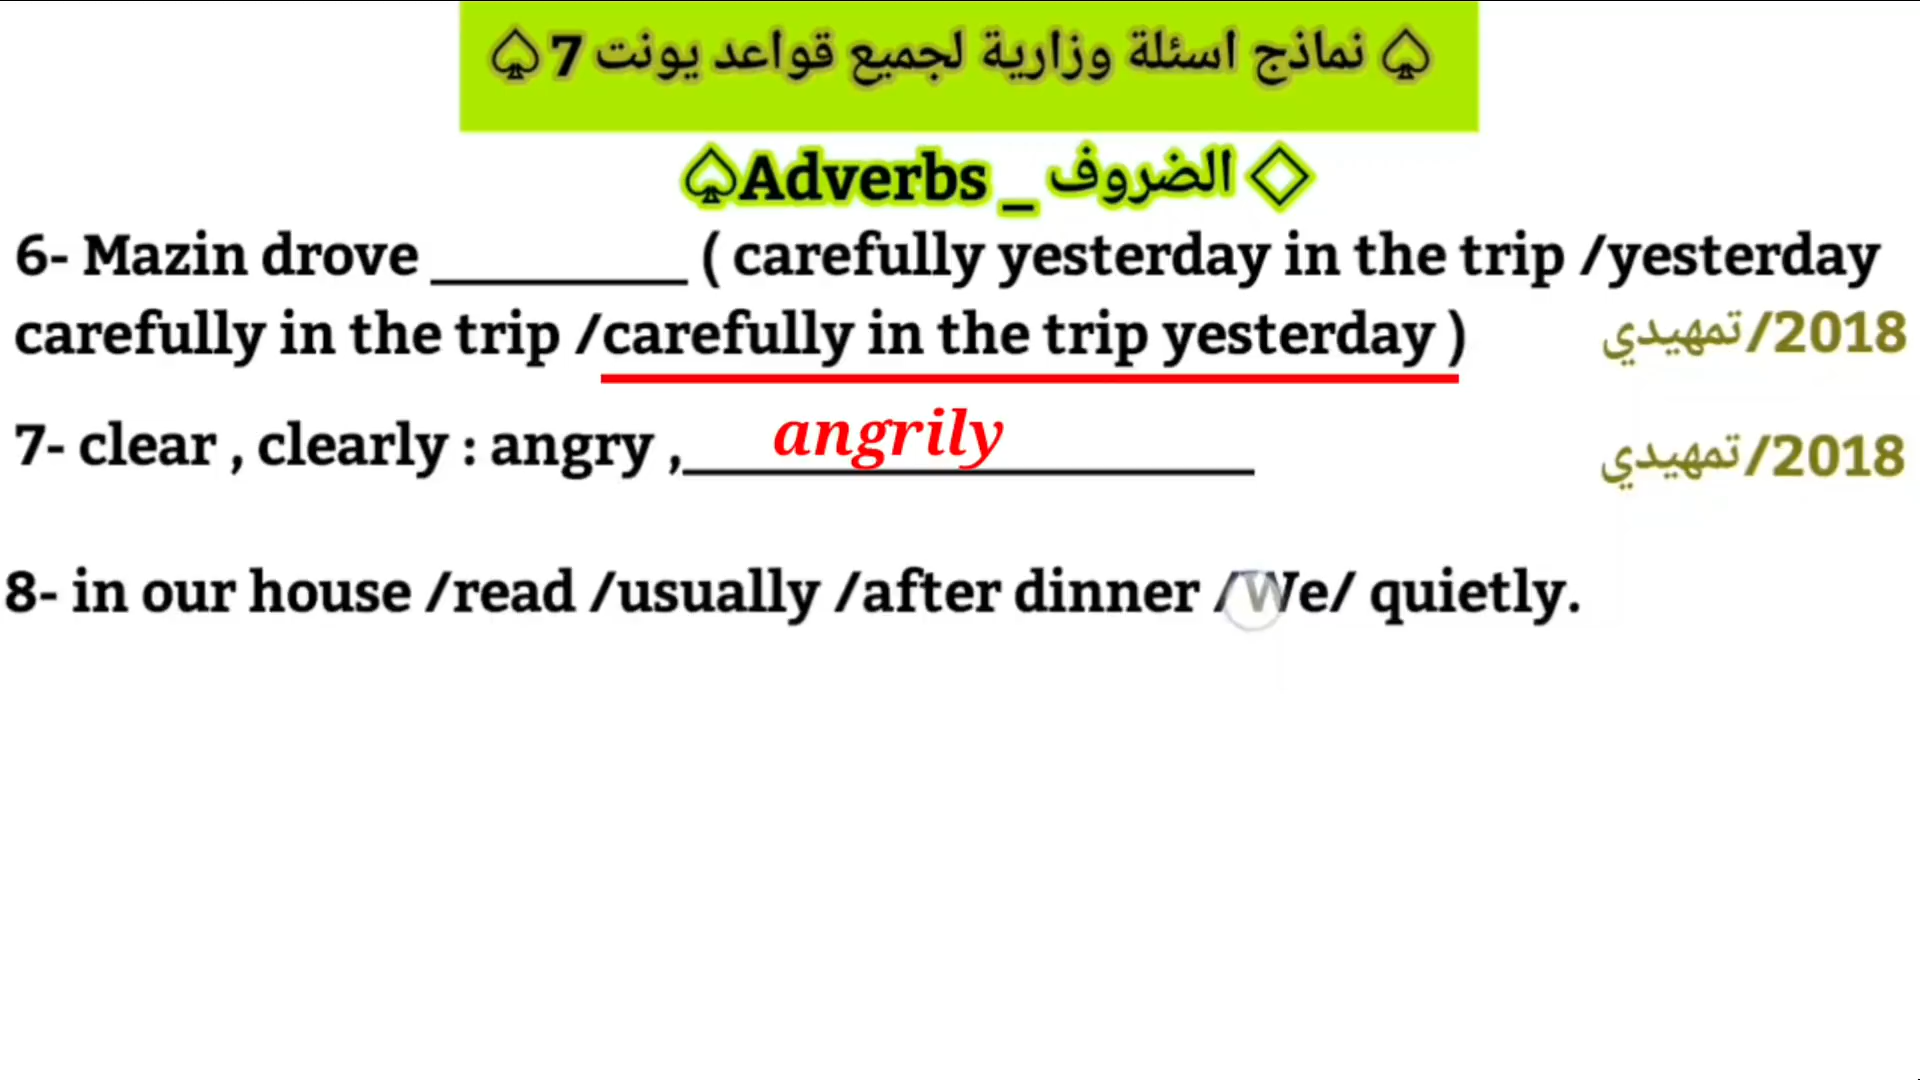 ♤ نماذج اسئلة وزارية لجميع قواعد يونت 7 ♤
♤Adverbs _ الضروف ◇
6- Mazin drove _________ ( carefully yesterday in the trip /yesterday
carefully in the trip /carefully in the trip yesterday ) 2018/تمهيدي
7- clear , clearly : angry ,____________________ 2018/تمهيدي
angrily
8- in our house /read /usually /after dinner /We/ quietly.